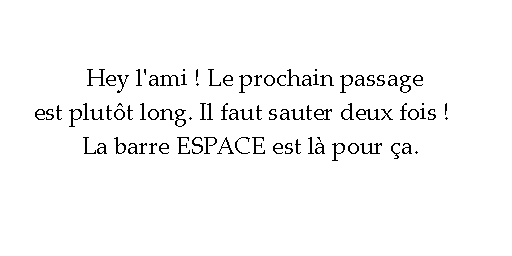 Hey l'ami ! Le prochain passage
est plutôt long. Il faut sauter deux fois !
La barre ESPACE est là pour ça.